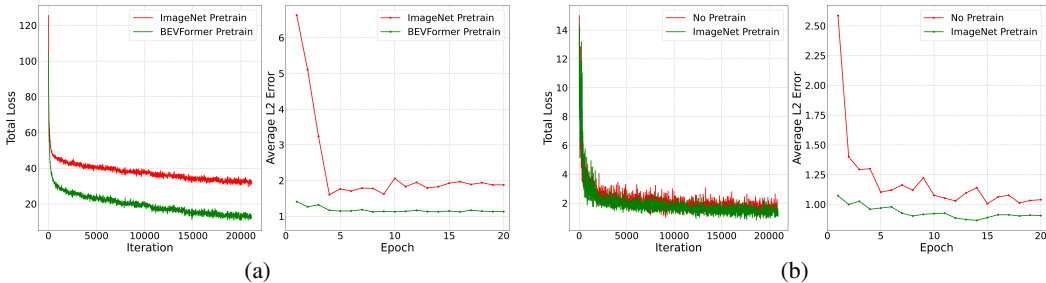 120
100
80
60
40
20
Total Loss
0 5000 10000 15000 20000
Iteration
ImageNet Pretrain
BEVFormer Pretrain
6
5
4
3
2
1
Average L2 Error
0 5 10 15 20
Epoch
ImageNet Pretrain
BEVFormer Pretrain
(a)
14
12
10
8
6
4
2
Total Loss
0 5000 10000 15000 20000
Iteration
No Pretrain
ImageNet Pretrain
2.50
2.25
2.00
1.75
1.50
1.25
1.00
Average L2 Error
0 5 10 15 20
Epoch
No Pretrain
ImageNet Pretrain
(b)